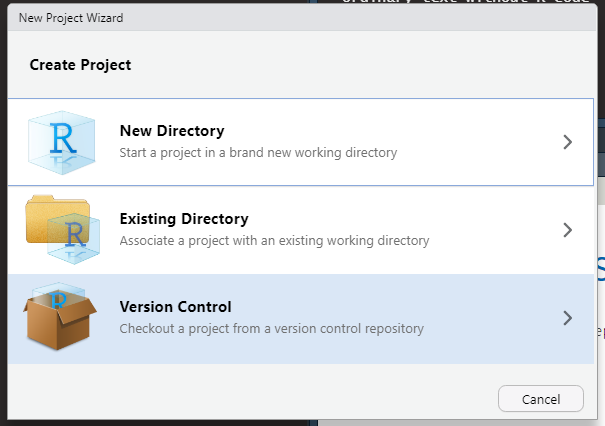 New Project Wizard
ordinary text without R code
Create Project
R
New Directory
Start a project in a brand new working directory
R
Existing Directory
Associate a project with an existing working directory
R
Version Control
Checkout a project from a version control repository
Cancel